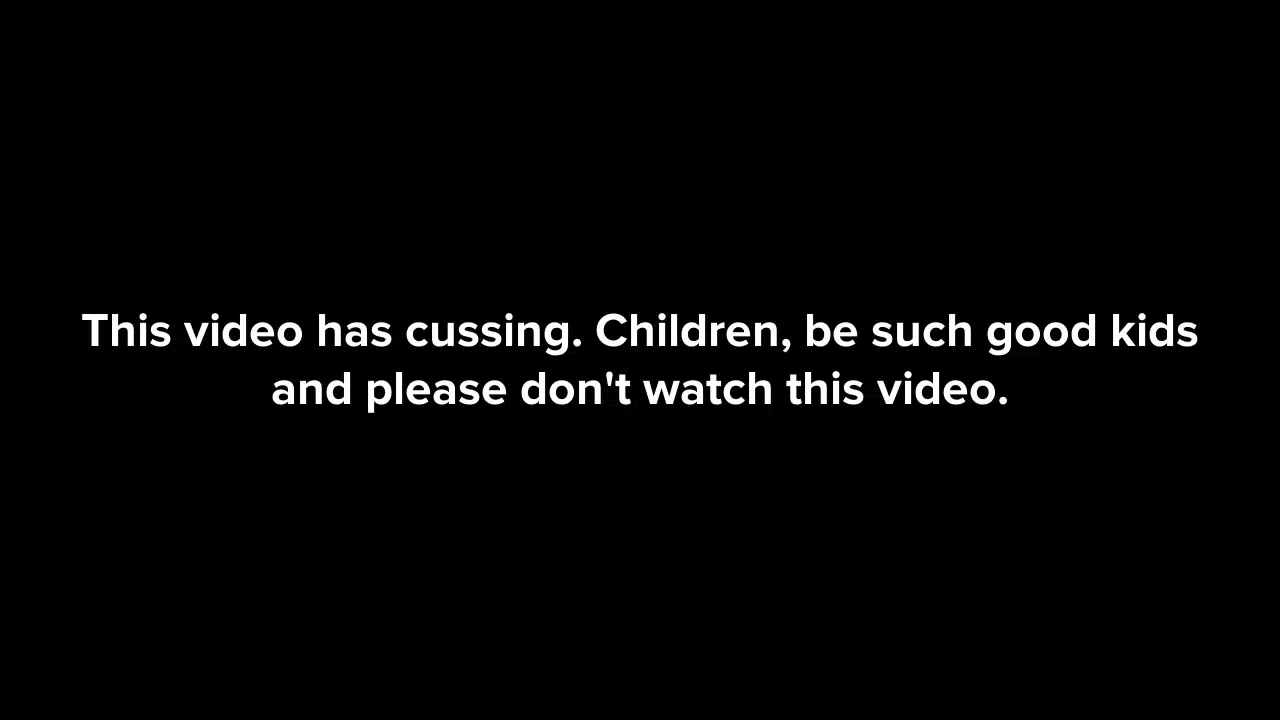 This video has cussing. Children, be such good kids
and please don't watch this video.